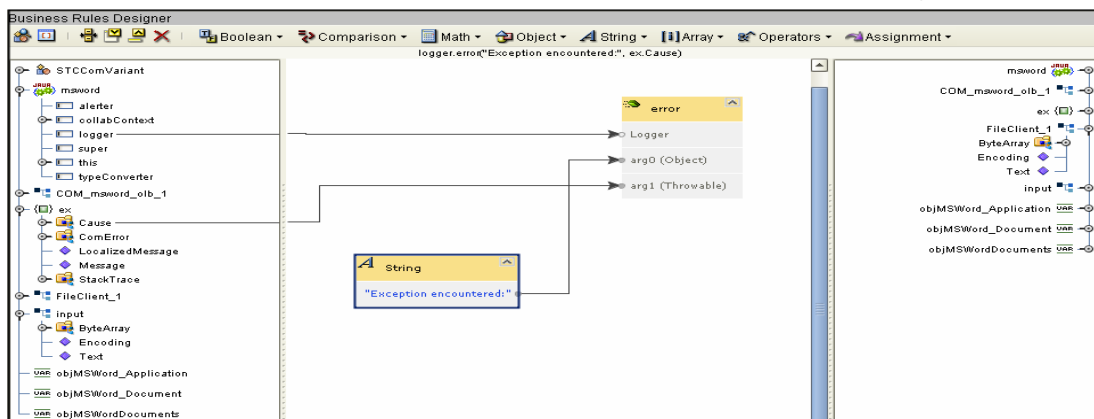 Business Rules Designer
Boolean Comparison Math Object String Array Operators Assignment
logger.error("Exception encountered:", ex.Cause)
STCComVariant
msword
alerter
collabContext
logger
super
this
typeConverter
COM_msword_olb_1
ex
Cause
ComError
LocalizedMessage
Message
StackTrace
FileClient_1
input
ByteArray
Encoding
Text
VAR objMSWord_Application
VAR objMSWord_Document
VAR objMSWordDocuments
error
Logger
arg0 (Object)
arg1 (Throwable)
A String
"Exception encountered:"
JAVA msword
COM_msword_olb_1
ex
FileClient_1
ByteArray
Encoding
Text
input
objMSWord_Application VAR
objMSWord_Document VAR
objMSWordDocuments VAR